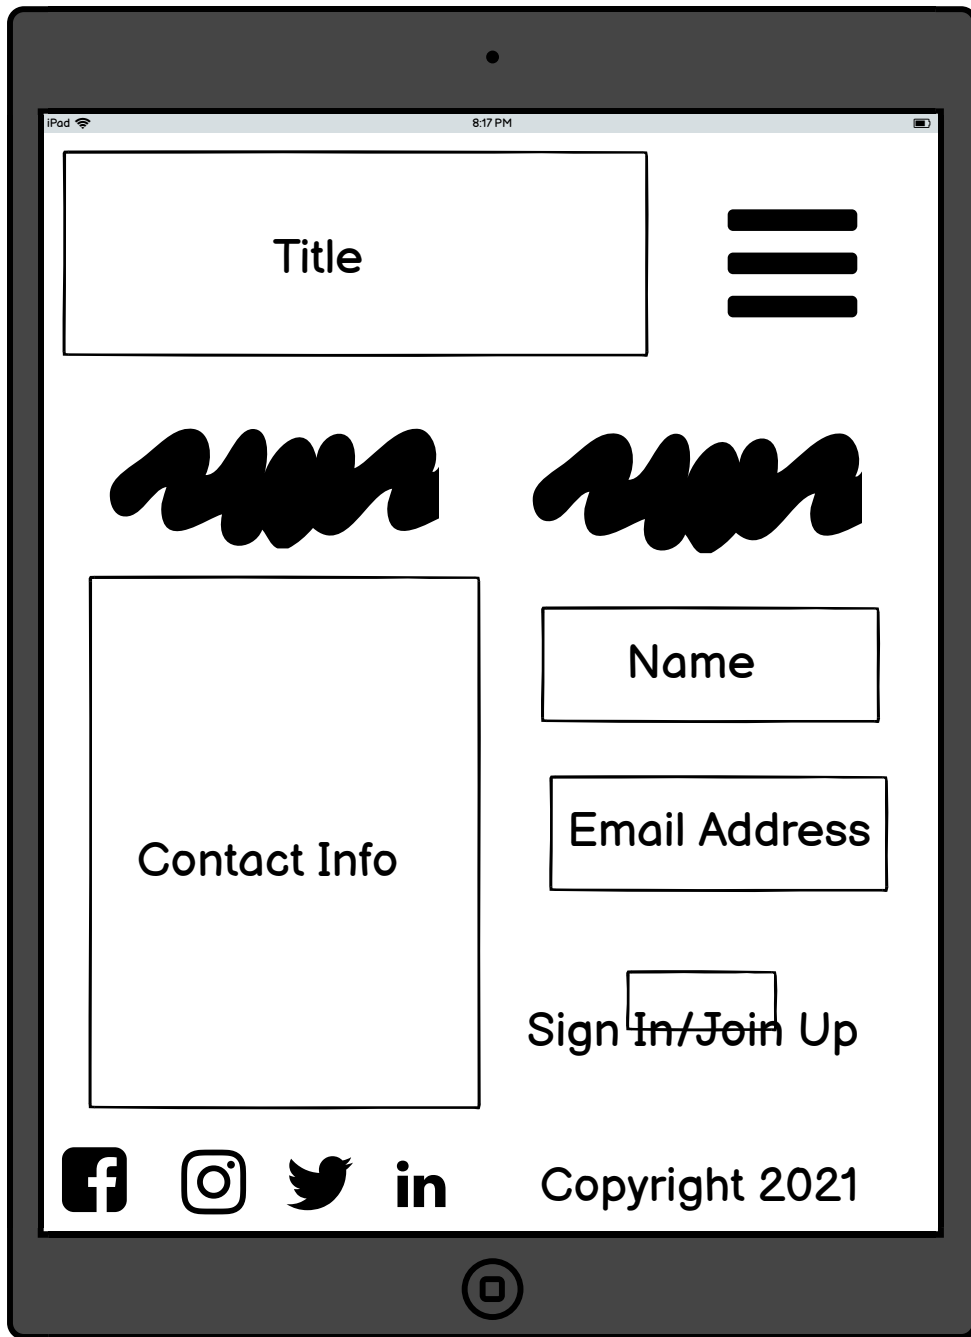 iPad 8:17 PM
Title
Name
Email Address
Contact Info
Sign In/Join Up
in Copyright 2021